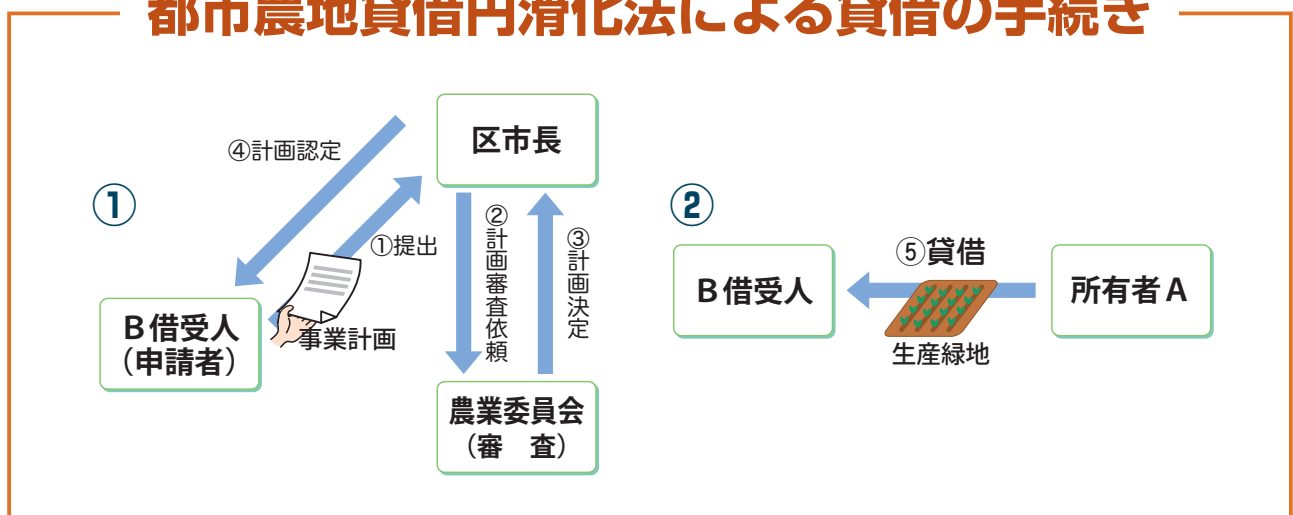 都市農地貸借円滑化法による貸借の手続き
①
区市長
④計画認定
①提出
事業計画
B借受人
（申請者）
②計画審査依頼
③計画決定
農業委員会
（審　査）
②
B借受人
⑤貸借
生産緑地
所有者A